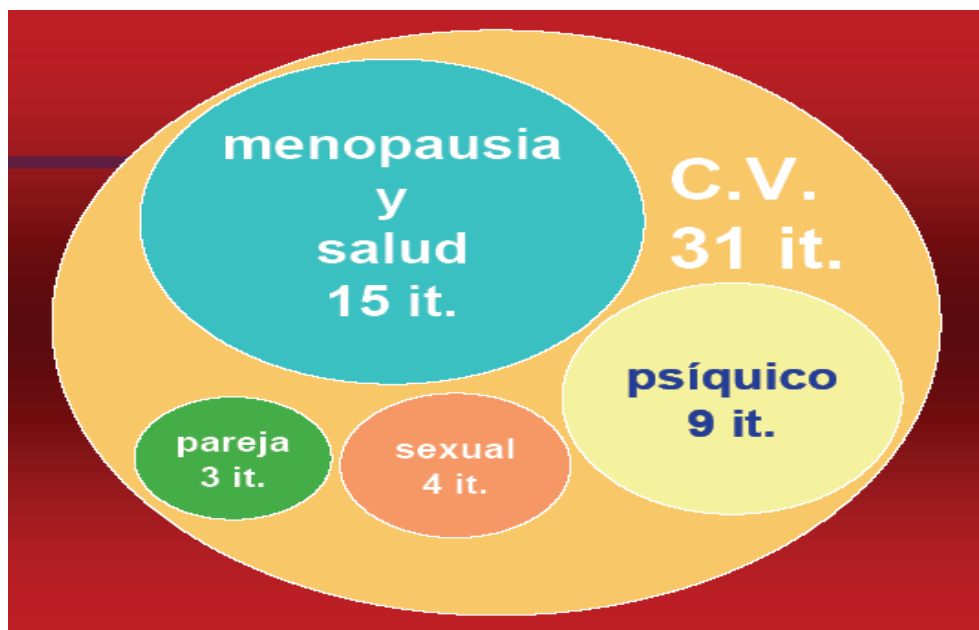 menopausia
y
salud
15 it.
C.V.
31 it.
psíquico
9 it.
pareja
3 it.
sexual
4 it.